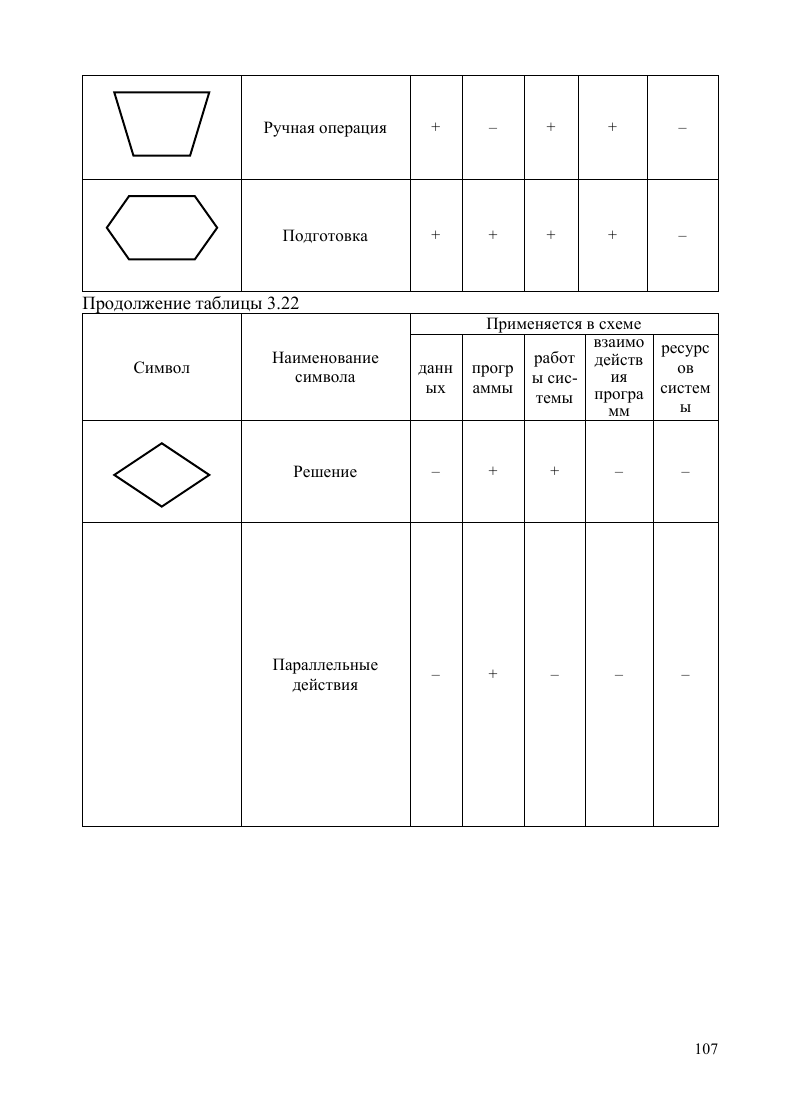 Ручная операция + – + + –
Подготовка + + + + –
Продолжение таблицы 3.22
Применяется в схеме
Символ
Наименование
символа
данн
ых
прогр
аммы
работ
ы сис-
темы
взаимо
действ
ия
програ
мм
ресурс
ов
систем
ы
Решение – + + – –
Параллельные
действия
– + – – –
107